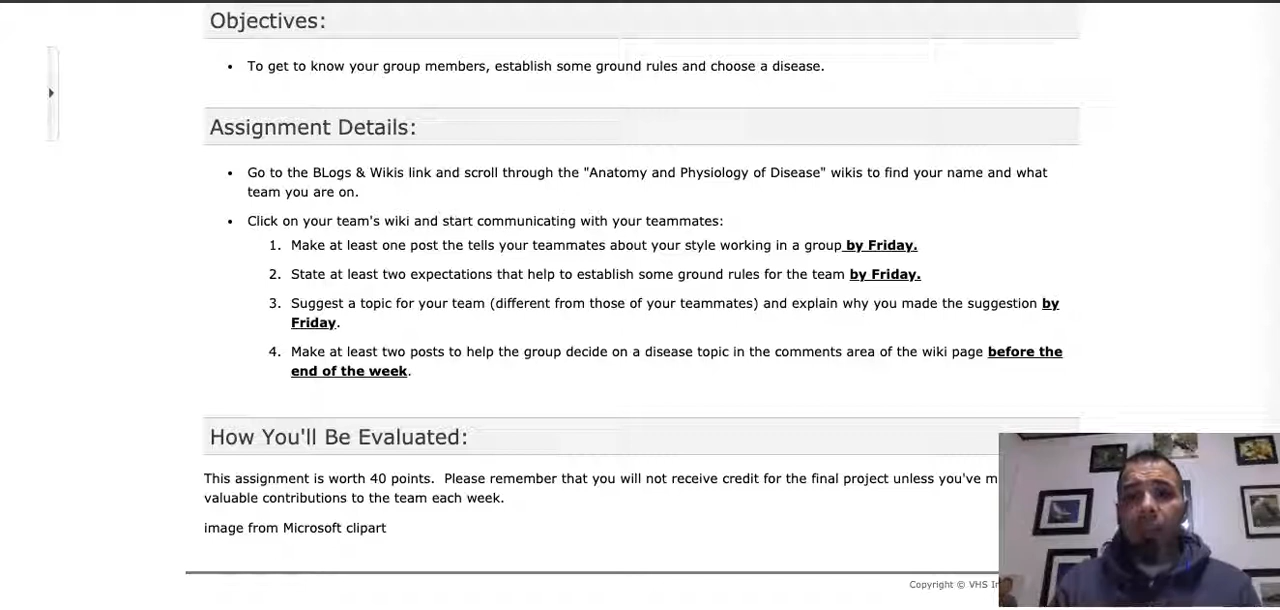 Objectives:
• To get to know your group members, establish some ground rules and choose a disease.
Assignment Details:
• Go to the BLogs & Wikis link and scroll through the "Anatomy and Physiology of Disease" wikis to find your name and what
team you are on.
• Click on your team's wiki and start communicating with your teammates:
1. Make at least one post the tells your teammates about your style working in a group by Friday.
2. State at least two expectations that help to establish some ground rules for the team by Friday.
3. Suggest a topic for your team (different from those of your teammates) and explain why you made the suggestion by
Friday.
4. Make at least two posts to help the group decide on a disease topic in the comments area of the wiki page before the
end of the week.
How You'll Be Evaluated:
This assignment is worth 40 points. Please remember that you will not receive credit for the final project unless you've
valuable contributions to the team each week.
image from Microsoft clipart
Copyright © VHS